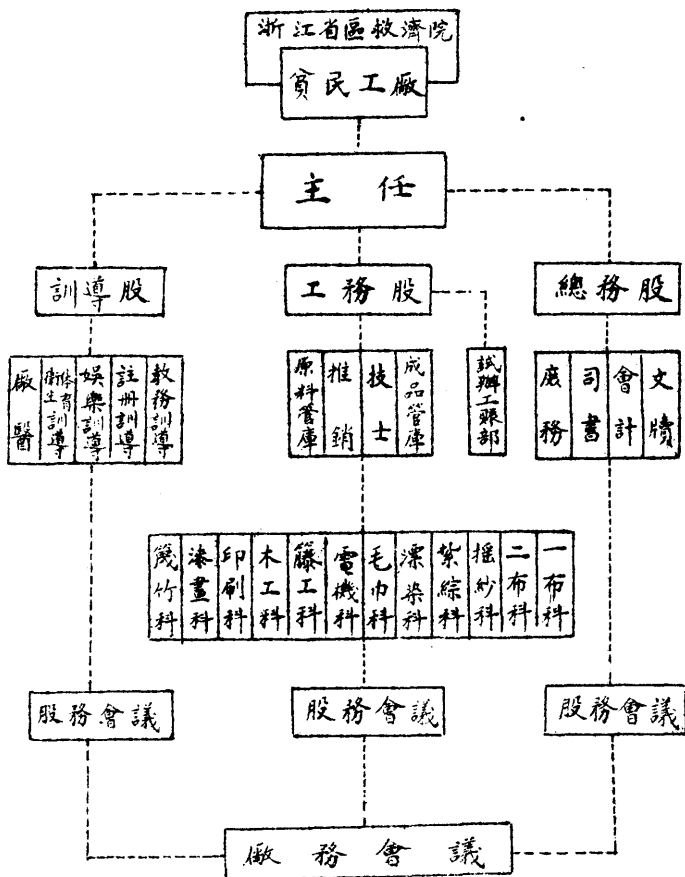 浙江省區救濟院
貧民工廠
主任
總務股
工務股
訓導股
文牘
會計
司書
庶務
試辦工賑部
成品管庫
技士
推銷
原料管庫
教務訓導
註冊訓導
娛樂訓導
体育衛生訓導
廠醫
一布科
二布科
搖紗科
紮綜科
漂染科
毛巾科
電機科
籐工科
木工科
印刷科
漆畫科
篾竹科
股務會議
股務會議
股務會議
廠務會議